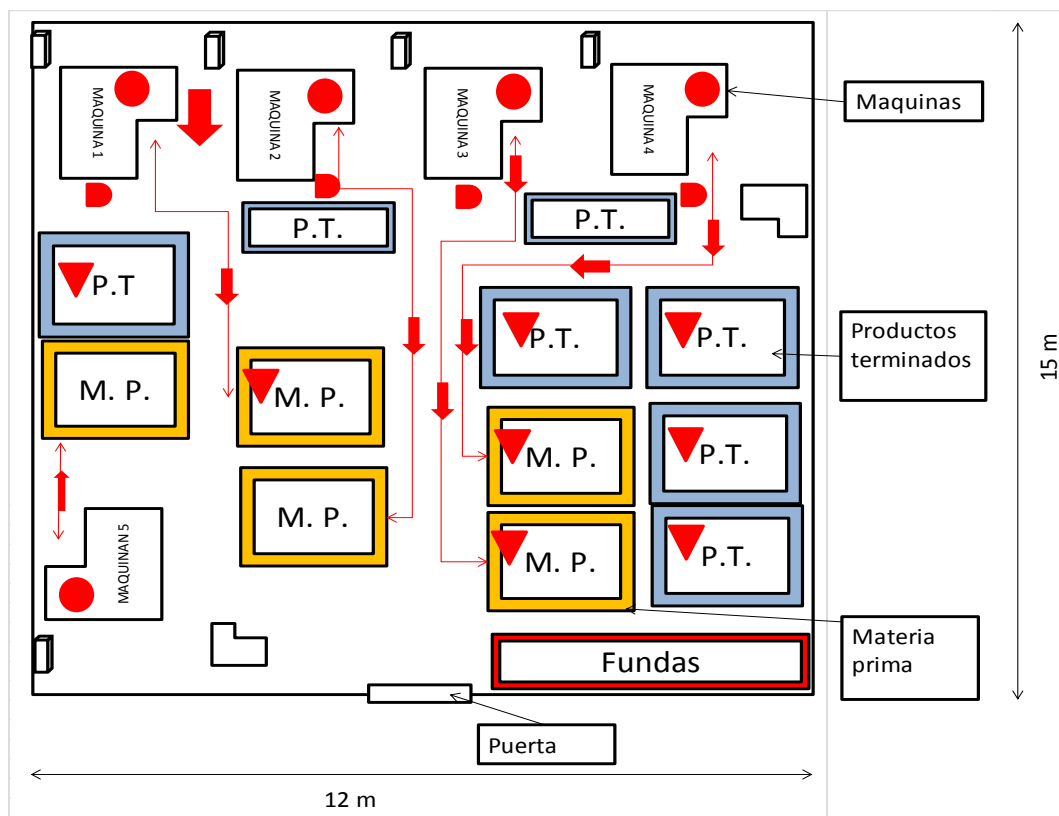 MAQUINA 1
MAQUINA 2
MAQUINA 3
MAQUINA 4
Maquinas
P.T.
P.T.
P.T
P.T.
P.T.
Productos
terminados
15 m
M. P.
M. P.
M. P.
P.T.
M. P.
M. P.
P.T.
MAQUINAN 5
Materia
prima
Fundas
Puerta
12 m